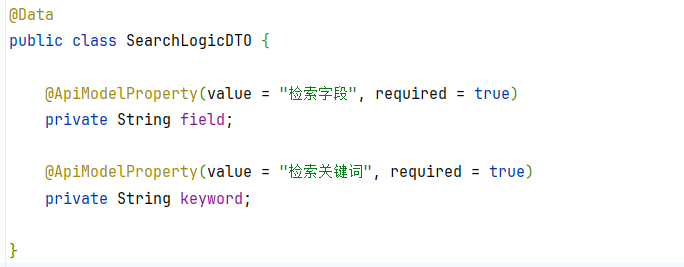 @Data
public class SearchLogicDTO {
@ApiModelProperty(value = "检索字段", required = true)
private String field;
@ApiModelProperty(value = "检索关键词", required = true)
private String keyword;
}